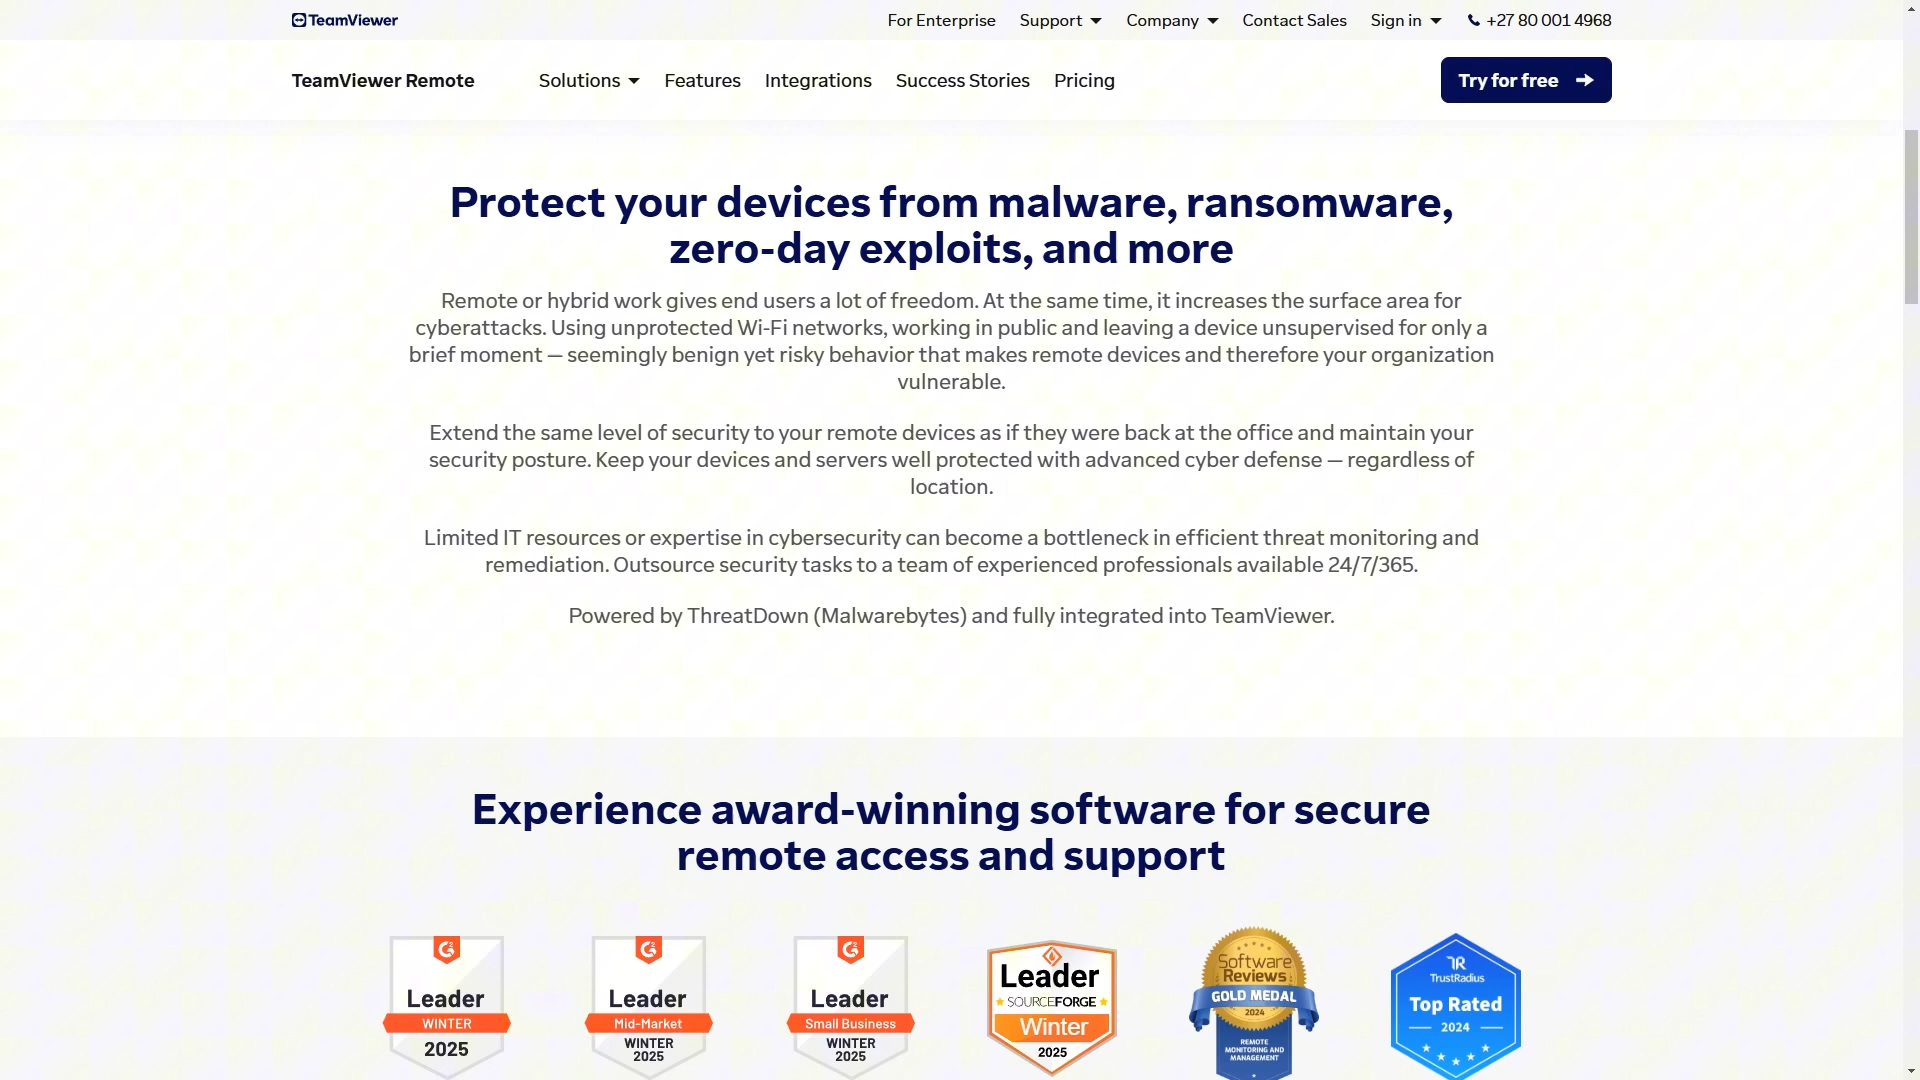 TeamViewer
For Enterprise
Support
Company
Contact Sales
Sign in
+27 80 001 4968
TeamViewer Remote
Solutions
Features
Integrations
Success Stories
Pricing
Try for free
Protect your devices from malware, ransomware,
zero-day exploits, and more
Remote or hybrid work gives end users a lot of freedom. At the same time, it increases the surface area for
cyberattacks. Using unprotected Wi-Fi networks, working in public and leaving a device unsupervised for only a
brief moment — seemingly benign yet risky behavior that makes remote devices and therefore your organization
vulnerable.
Extend the same level of security to your remote devices as if they were back at the office and maintain your
security posture. Keep your devices and servers well protected with advanced cyber defense — regardless of
location.
Limited IT resources or expertise in cybersecurity can become a bottleneck in efficient threat monitoring and
remediation. Outsource security tasks to a team of experienced professionals available 24/7/365.
Powered by ThreatDown (Malwarebytes) and fully integrated into TeamViewer.
Experience award-winning software for secure
remote access and support
G2
Leader
WINTER
2025
G2
Leader
Mid-Market
WINTER
2025
G2
Leader
Small Business
WINTER
2025
Leader
SOURCEFORGE
Winter
2025
Software
Reviews
GOLD MEDAL
2024
REMOTE
MONITORING AND
MANAGEMENT
TR
TrustRadius
Top Rated
2024